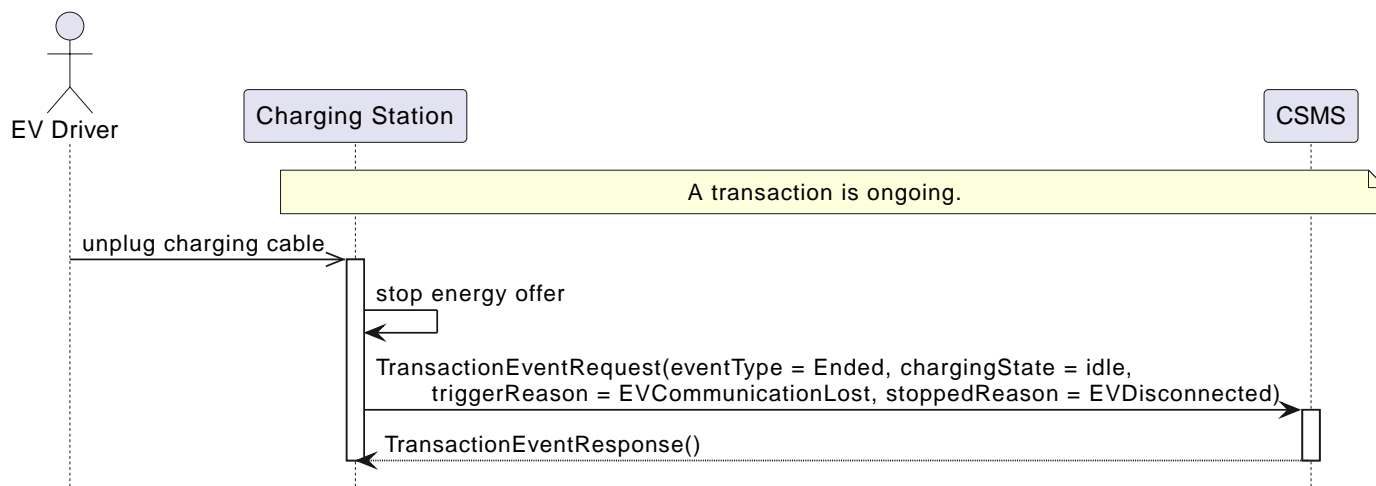 EV Driver
Charging Station
CSMS
A transaction is ongoing.
unplug charging cable
stop energy offer
TransactionEventRequest(eventType = Ended, chargingState = idle,
triggerReason = EVCommunicationLost, stoppedReason = EVDisconnected)
TransactionEventResponse()